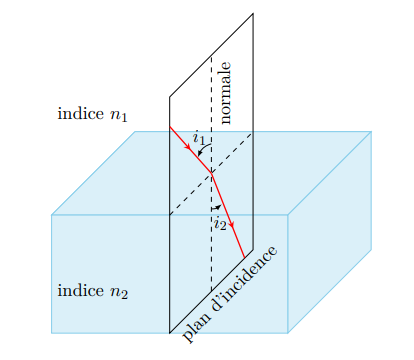 normale
indice n₁
i₁
i₂
indice n₂
plan d'incidence